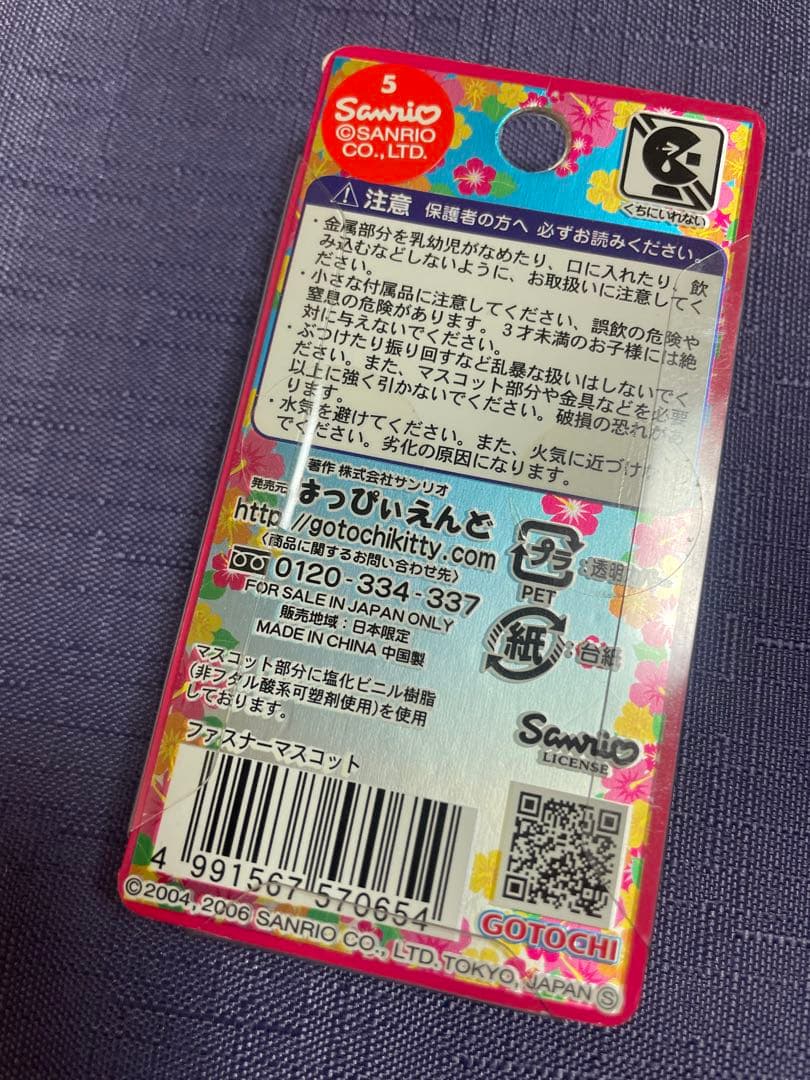 5
Sanrio
©SANRIO
CO., LTD.
くちにいれない
注意 保護者の方へ 必ずお読みください。
・金属部分を乳幼児がなめたり、口に入れたり、飲
み込むなどしないように、お取扱いに注意してく
ださい。
・小さな付属品に注意してください、誤飲の危険や
窒息の危険があります。3才未満のお子様には絶
対に与えないでください。
・ぶつけたり振り回すなど乱暴な扱いはしないでく
ださい。また、マスコット部分や金具などを必要
以上に強く引かないでください。破損の恐れがあ
ります。
・水気を避けてください。また、火気に近づけ
でください。劣化の原因になります。
著作 株式会社サンリオ
発売元 はっぴぃえんど
http://gotochikitty.com
〈商品に関するお問い合わせ先〉
0120-334-337
FOR SALE IN JAPAN ONLY
販売地域:日本限定
MADE IN CHINA 中国製
プラ :透明
PET
紙 :台紙
マスコット部分に塩化ビニル樹脂
(非フタル酸系可塑剤使用)を使用
しております。
Sanrio
LICENSE
ファスナーマスコット
4 991567 570654
GOTOCHI
©2004, 2006 SANRIO CO., LTD. TOKYO, JAPAN Ⓢ